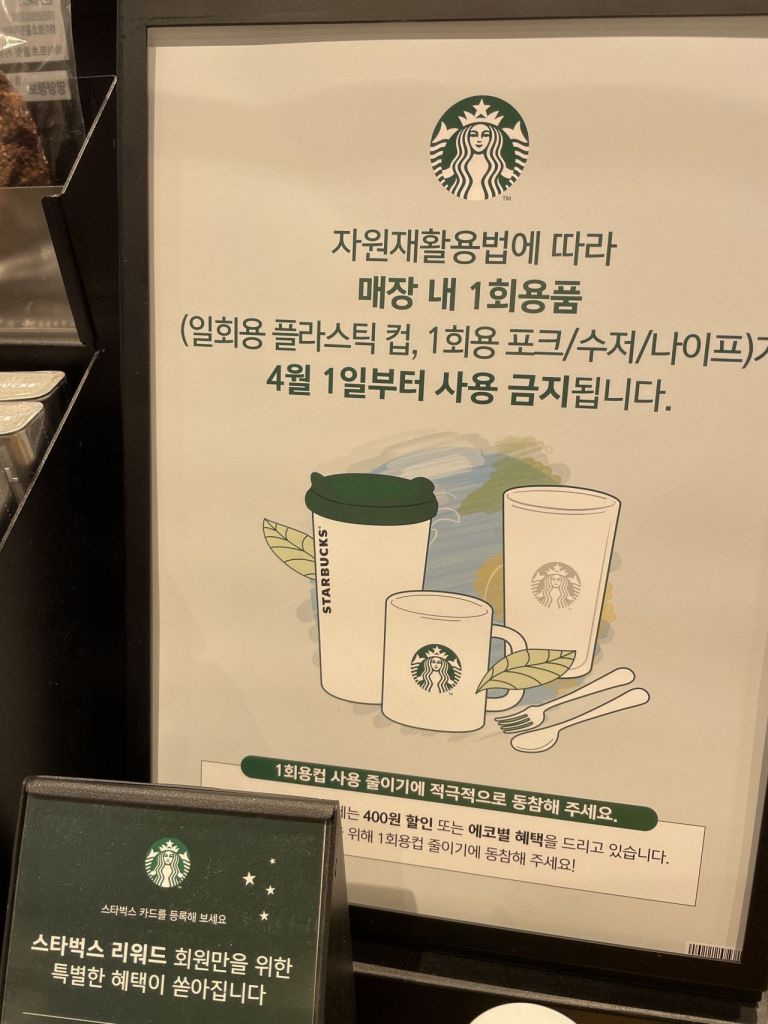 자원재활용법에 따라
매장 내 1회용품
(일회용 플라스틱 컵, 1회용 포크/수저/나이프)가
4월 1일부터 사용 금지됩니다.
STARBUCKS
1회용컵 사용 줄이기에 적극적으로 동참해 주세요.
400원 할인 또는 에코별 혜택을 드리고 있습니다.
위해 1회용컵 줄이기에 동참해 주세요!
스타벅스 카드를 등록해 보세요
스타벅스 리워드 회원만을 위한
특별한 혜택이 쏟아집니다